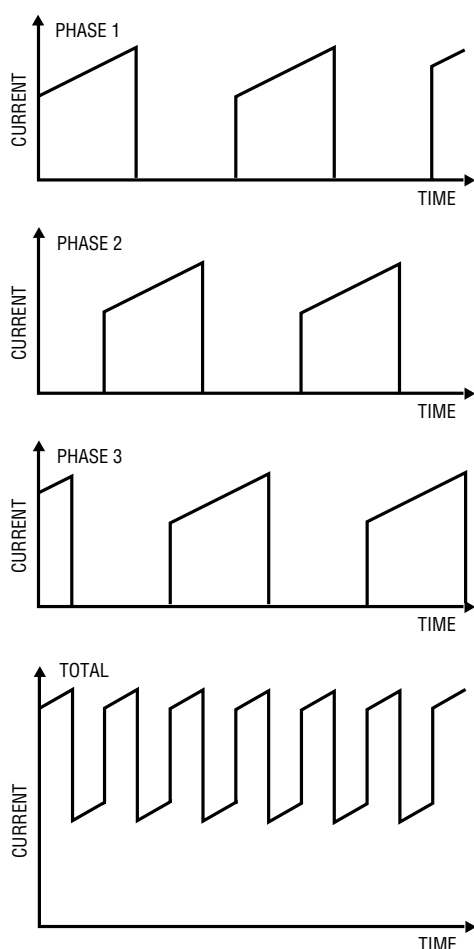 PHASE 1
CURRENT
TIME
PHASE 2
CURRENT
TIME
PHASE 3
CURRENT
TIME
TOTAL
CURRENT
TIME